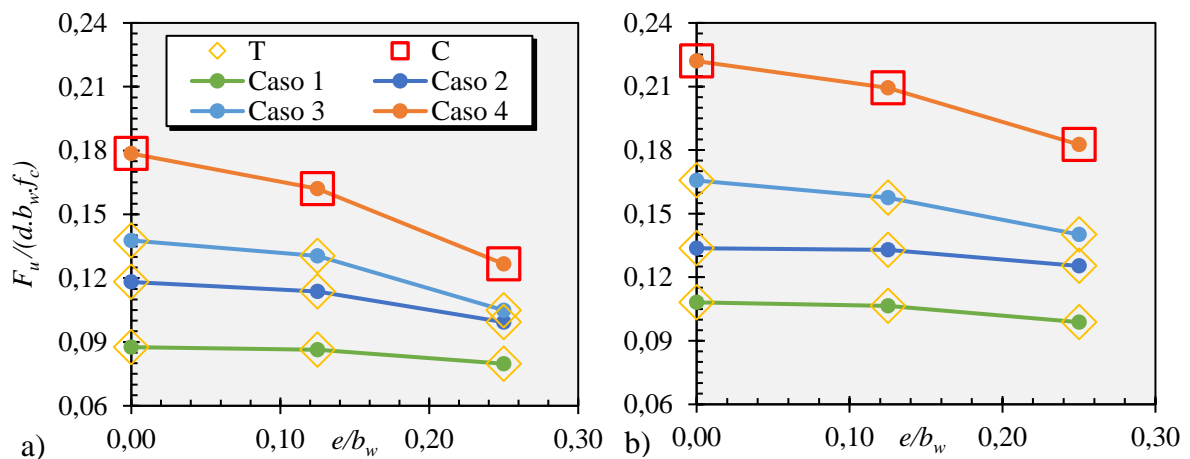 0,24
0,21
0,18
0,15
0,12
0,09
0,06
F_u/(d.b_w.f_c)
T
C
Caso 1
Caso 2
Caso 3
Caso 4
0,00
0,10
e/b_w
0,20
0,30
a)
0,24
0,21
0,18
0,15
0,12
0,09
0,06
0,00
0,10
e/b_w
0,20
0,30
b)